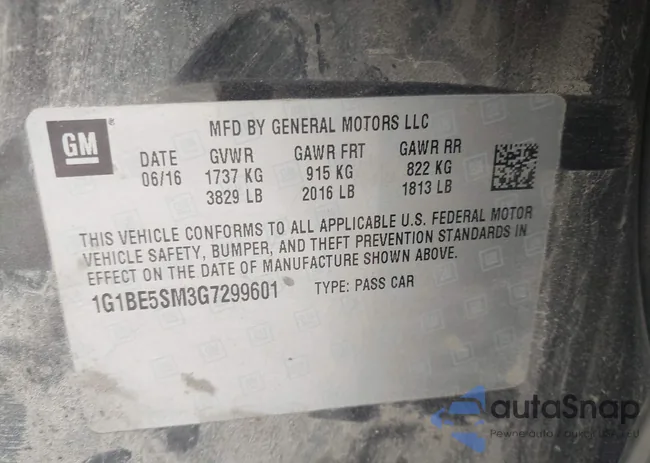 GM
MFD BY GENERAL MOTORS LLC
DATE GVWR GAWR FRT GAWR RR
06/16 1737 KG 915 KG 822 KG
3829 LB 2016 LB 1813 LB
THIS VEHICLE CONFORMS TO ALL APPLICABLE U.S. FEDERAL MOTOR
VEHICLE SAFETY, BUMPER, AND THEFT PREVENTION STANDARDS IN
EFFECT ON THE DATE OF MANUFACTURE SHOWN ABOVE.
1G1BE5SM3G7299601 TYPE: PASS CAR
autaSnap